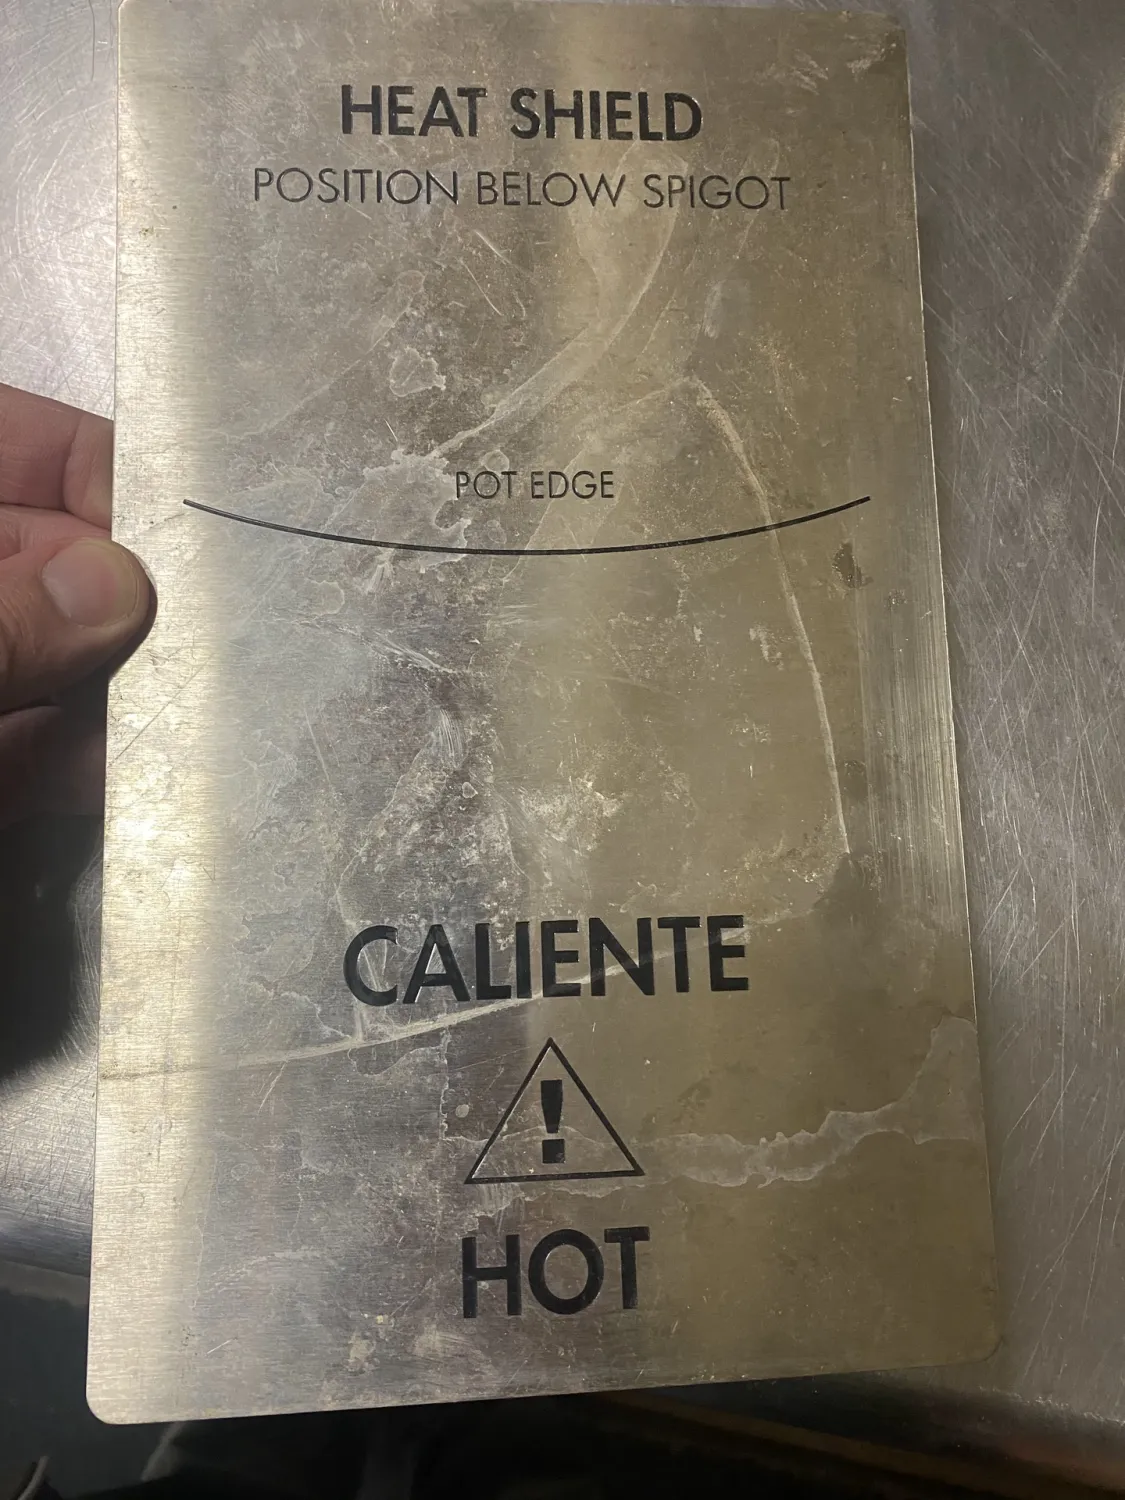 HEAT SHIELD
POSITION BELOW SPIGOT
POT EDGE
CALIENTE
!
HOT